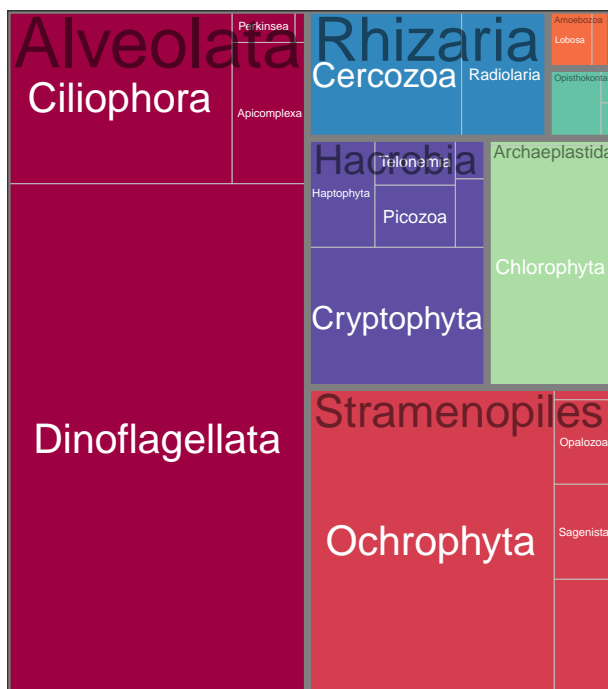 Alveolata
Perkinsea
Ciliophora
Apicomplexa
Dinoflagellata
Rhizaria
Cercozoa
Radiolaria
Amoebozoa
Lobosa
Opisthokonta
Hacrobia
Telonemia
Haptophyta
Picozoa
Cryptophyta
Archaeplastida
Chlorophyta
Stramenopiles
Opalozoa
Ochrophyta
Sagenista